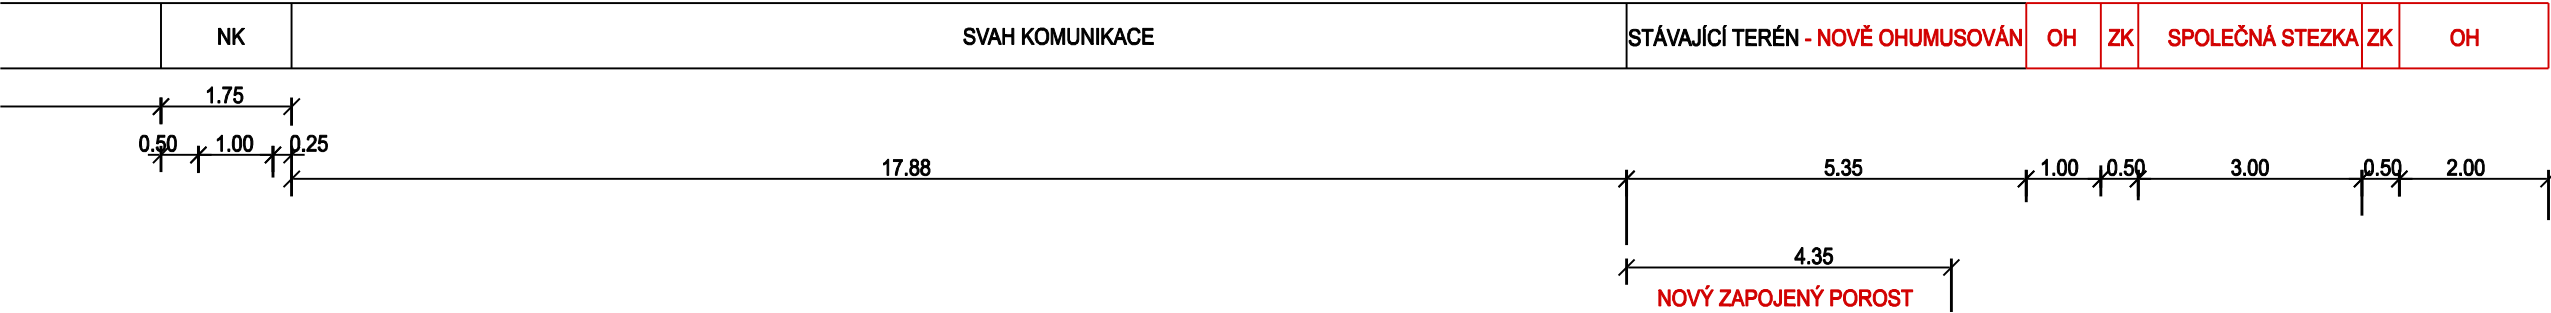 NK SVAH KOMUNIKACE STÁVAJÍCÍ TERÉN - NOVĚ OHUMUSOVÁN OH ZK SPOLEČNÁ STEZKA ZK OH
1.75
0.50 1.00 0.25
17.88 5.35 1.00 0.50 3.00 0.50 2.00
4.35
NOVÝ ZAPOJENÝ POROST